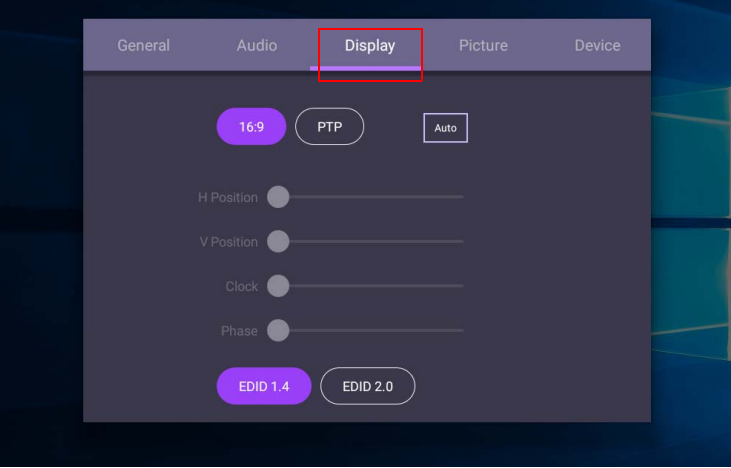 General Audio Display Picture Device
16:9 PTP Auto
H Position
V Position
Clock
Phase
EDID 1.4 EDID 2.0